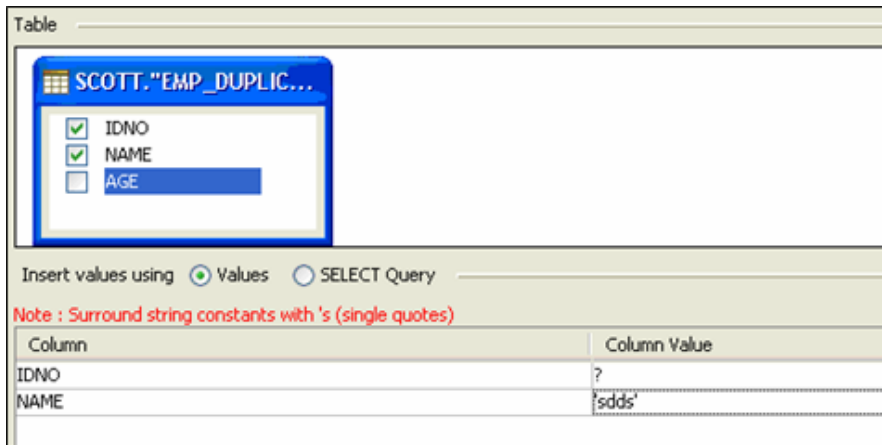 Table
SCOTT."EMP_DUPLIC...
IDNO
NAME
AGE
Insert values using Values SELECT Query
Note : Surround string constants with 's (single quotes)
Column Column Value
IDNO ?
NAME 'sdds'